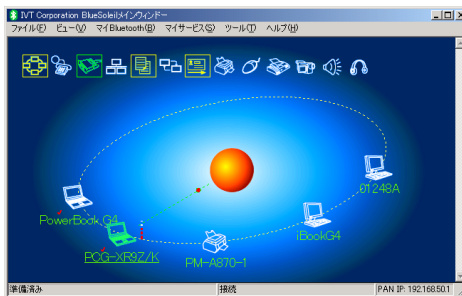 IVT Corporation BlueSoleilメインウィンドー
ファイル(F) ビュー(V) マイBluetooth(B) マイサービス(S) ツール(T) ヘルプ(H)
01248A
PowerBook G4
iBookG4
PCG-XR9Z/K
PM-A870-1
準備済み 接続 PAN IP: 192.168.50.1